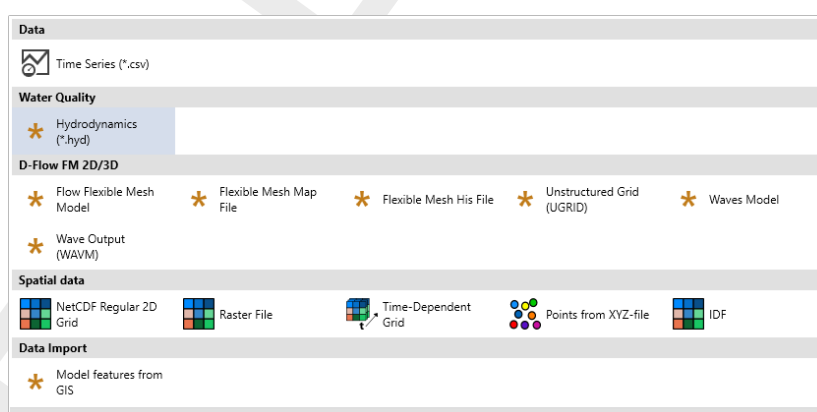 Data
Time Series (*.csv)
Water Quality
Hydrodynamics
(*.hyd)
D-Flow FM 2D/3D
Flow Flexible Mesh
Model
Flexible Mesh Map
File
Flexible Mesh His File
Unstructured Grid
(UGRID)
Waves Model
Wave Output
(WAVM)
Spatial data
NetCDF Regular 2D
Grid
Raster File
t
Time-Dependent
Grid
Points from XYZ-file
IDF
Data Import
Model features from
GIS